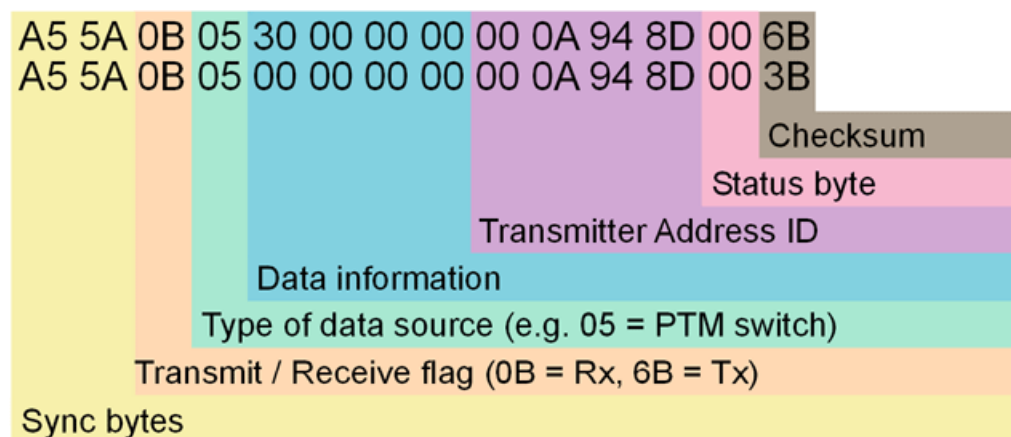 A5 5A 0B 05 30 00 00 00 00 0A 94 8D 00 6B
A5 5A 0B 05 00 00 00 00 00 0A 94 8D 00 3B
Checksum
Status byte
Transmitter Address ID
Data information
Type of data source (e.g. 05 = PTM switch)
Transmit / Receive flag (0B = Rx, 6B = Tx)
Sync bytes